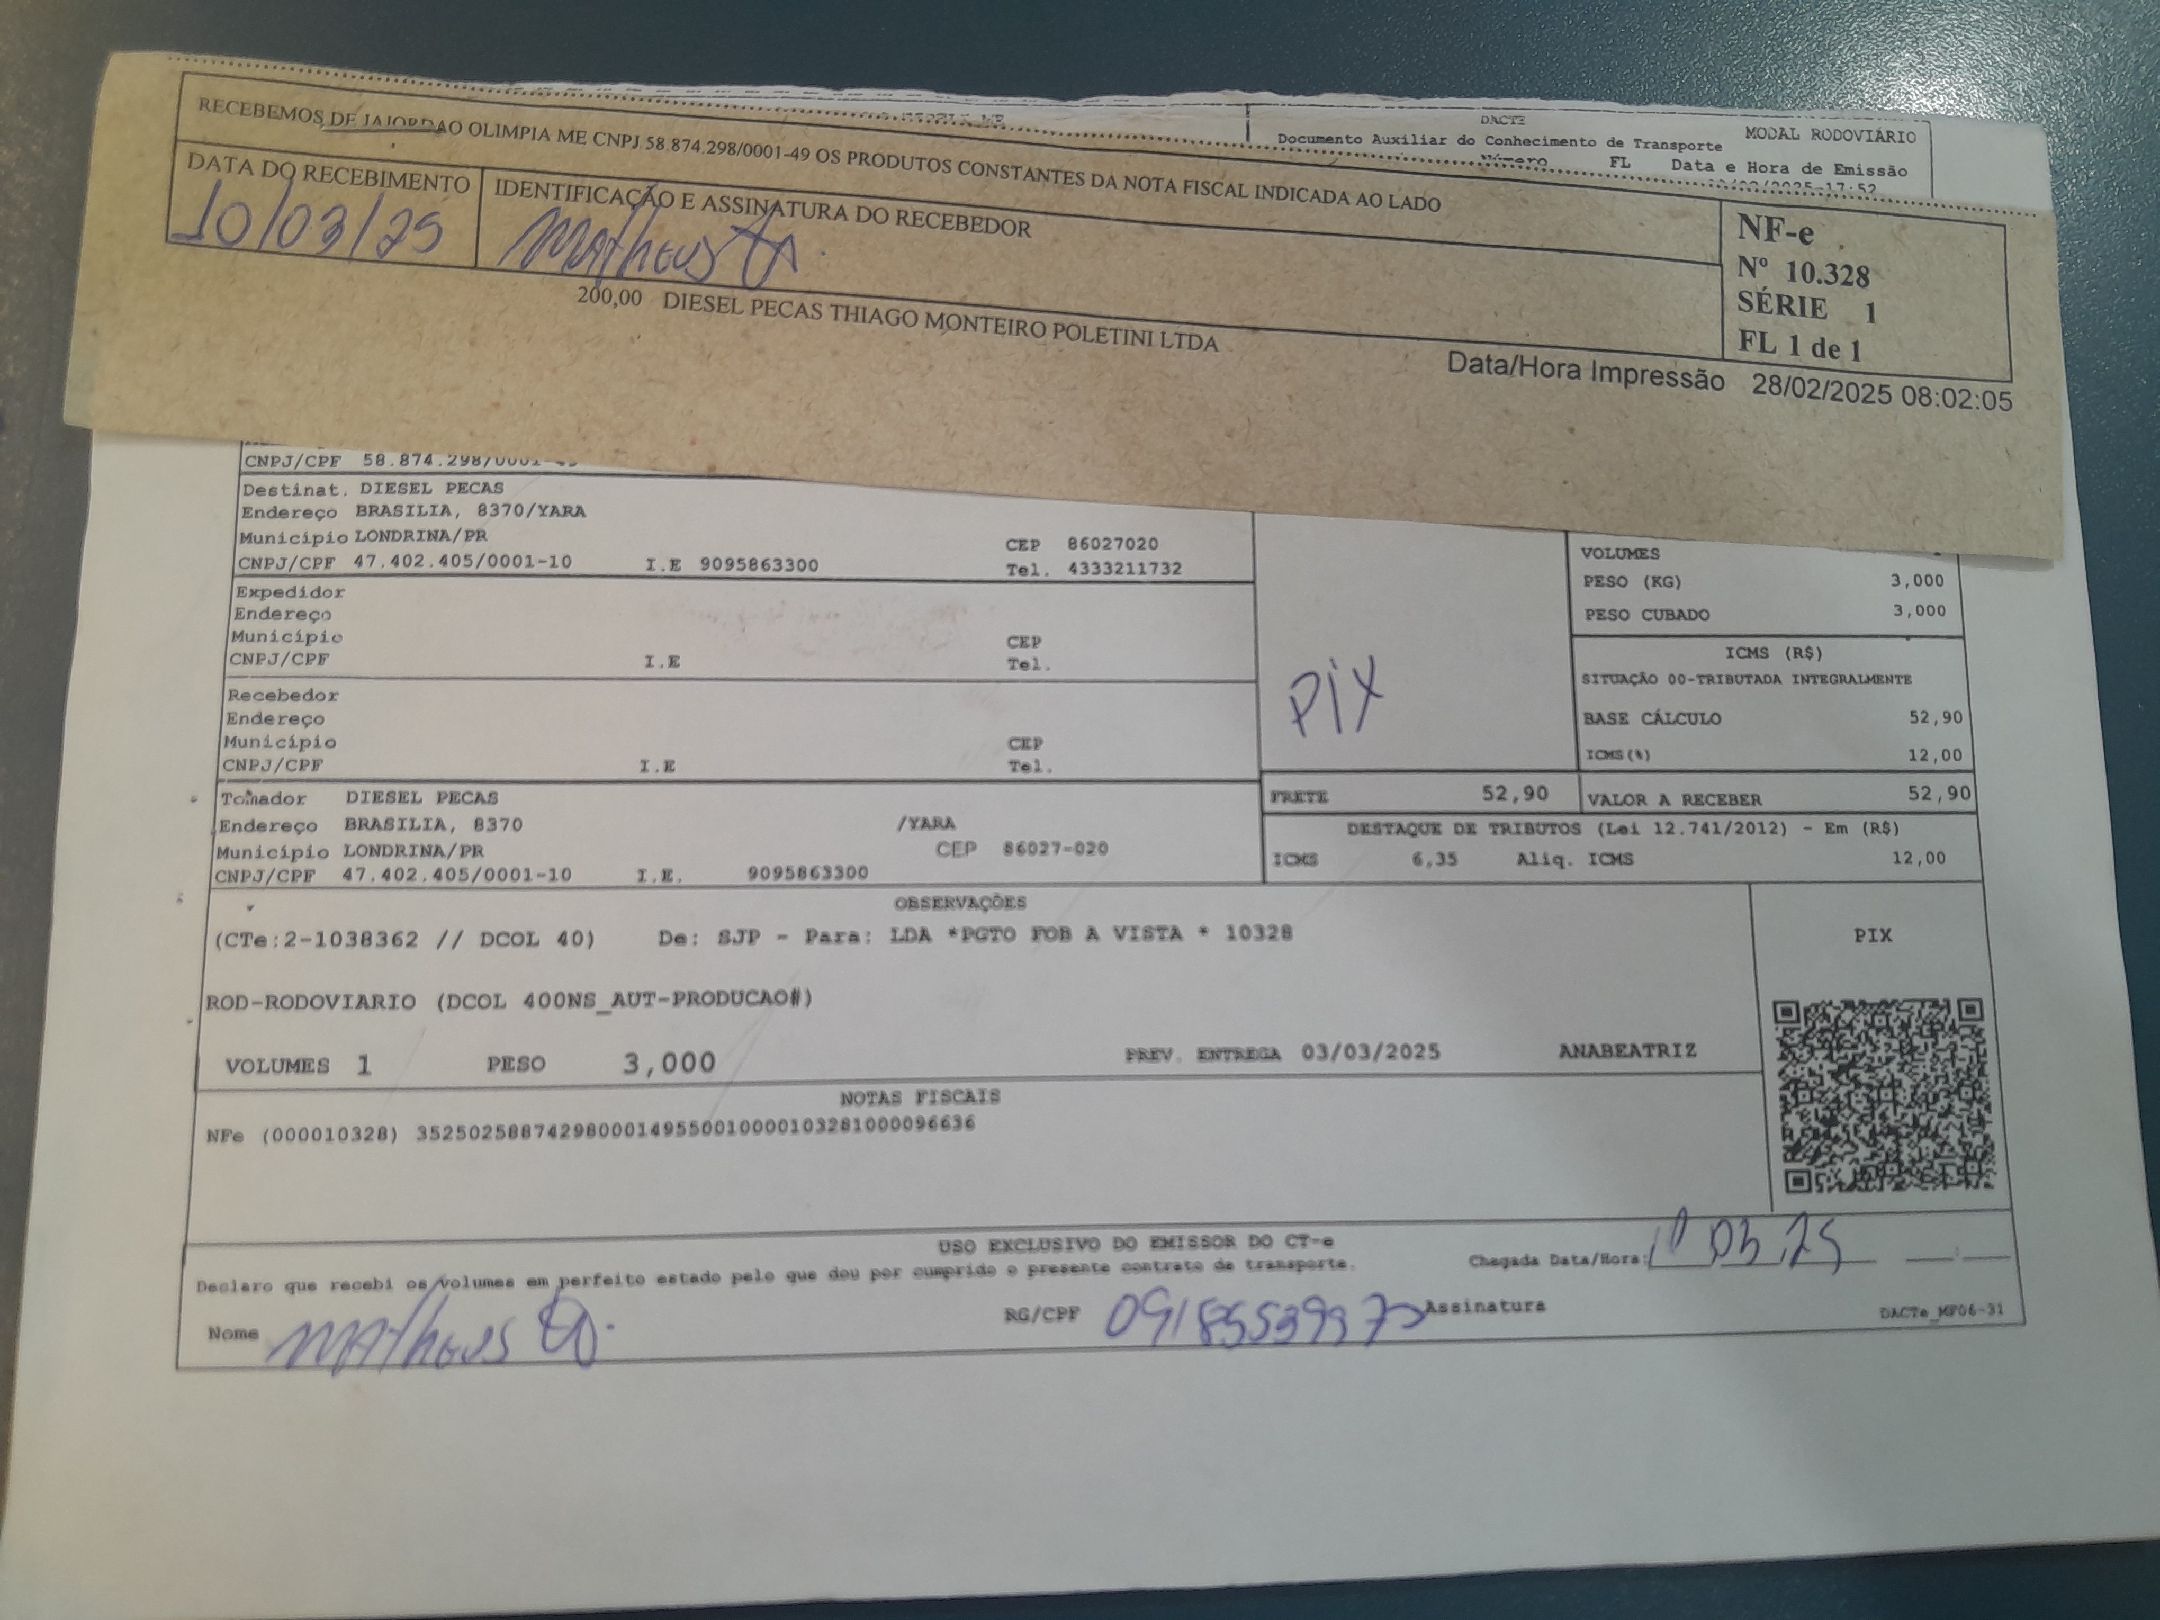 DACTE
Documento Auxiliar do Conhecimento de Transporte
MODAL RODOVIÁRIO
Número FL Data e Hora de Emissão
RECEBEMOS DE JAJORDAO OLIMPIA ME CNPJ 58.874.298/0001-49 OS PRODUTOS CONSTANTES DA NOTA FISCAL INDICADA AO LADO
DATA DO RECEBIMENTO
10/03/25
IDENTIFICAÇÃO E ASSINATURA DO RECEBEDOR
Matheus
NF-e
Nº 10.328
SÉRIE 1
FL 1 de 1
200,00 DIESEL PECAS THIAGO MONTEIRO POLETINI LTDA
Data/Hora Impressão 28/02/2025 08:02:05
CNPJ/CPF 58.874.298/0001-49
Destinat. DIESEL PECAS
Endereço BRASILIA, 8370/YARA
Município LONDRINA/PR CEP 86027020
CNPJ/CPF 47.402.405/0001-10 I.E 9095863300 Tel. 4333211732
Expedidor
Endereço
Município CEP
CNPJ/CPF I.E Tel.
Recebedor
Endereço
Município CEP
CNPJ/CPF I.E Tel.
Tomador DIESEL PECAS
Endereço BRASILIA, 8370 /YARA
Município LONDRINA/PR CEP 86027-020
CNPJ/CPF 47.402.405/0001-10 I.E. 9095863300
PIX
VOLUMES
PESO (KG) 3,000
PESO CUBADO 3,000
ICMS (R$)
SITUAÇÃO 00-TRIBUTADA INTEGRALMENTE
BASE CÁLCULO 52,90
ICMS(%) 12,00
FRETE 52,90 VALOR A RECEBER 52,90
DESTAQUE DE TRIBUTOS (Lei 12.741/2012) - Em (R$)
ICMS 6,35 Aliq. ICMS 12,00
OBSERVAÇÕES
(CTe:2-1038362 // DCOL 40) De: SJP - Para: LDA *PGTO FOB A VISTA * 10328
ROD-RODOVIARIO (DCOL 400NS_AUT-PRODUCAO#)
VOLUMES 1 PESO 3,000 PREV. ENTREGA 03/03/2025 ANABEATRIZ
PIX
NOTAS FISCAIS
NFe (000010328) 35250258874298000149550010000103281000096636
USO EXCLUSIVO DO EMISSOR DO CT-e
Declaro que recebi os volumes em perfeito estado pelo que dou por cumprido o presente contrato de transporte.
Chegada Data/Hora: 10 03 25
Nome Matheus
RG/CPF
Assinatura
DACTe_MF06-31